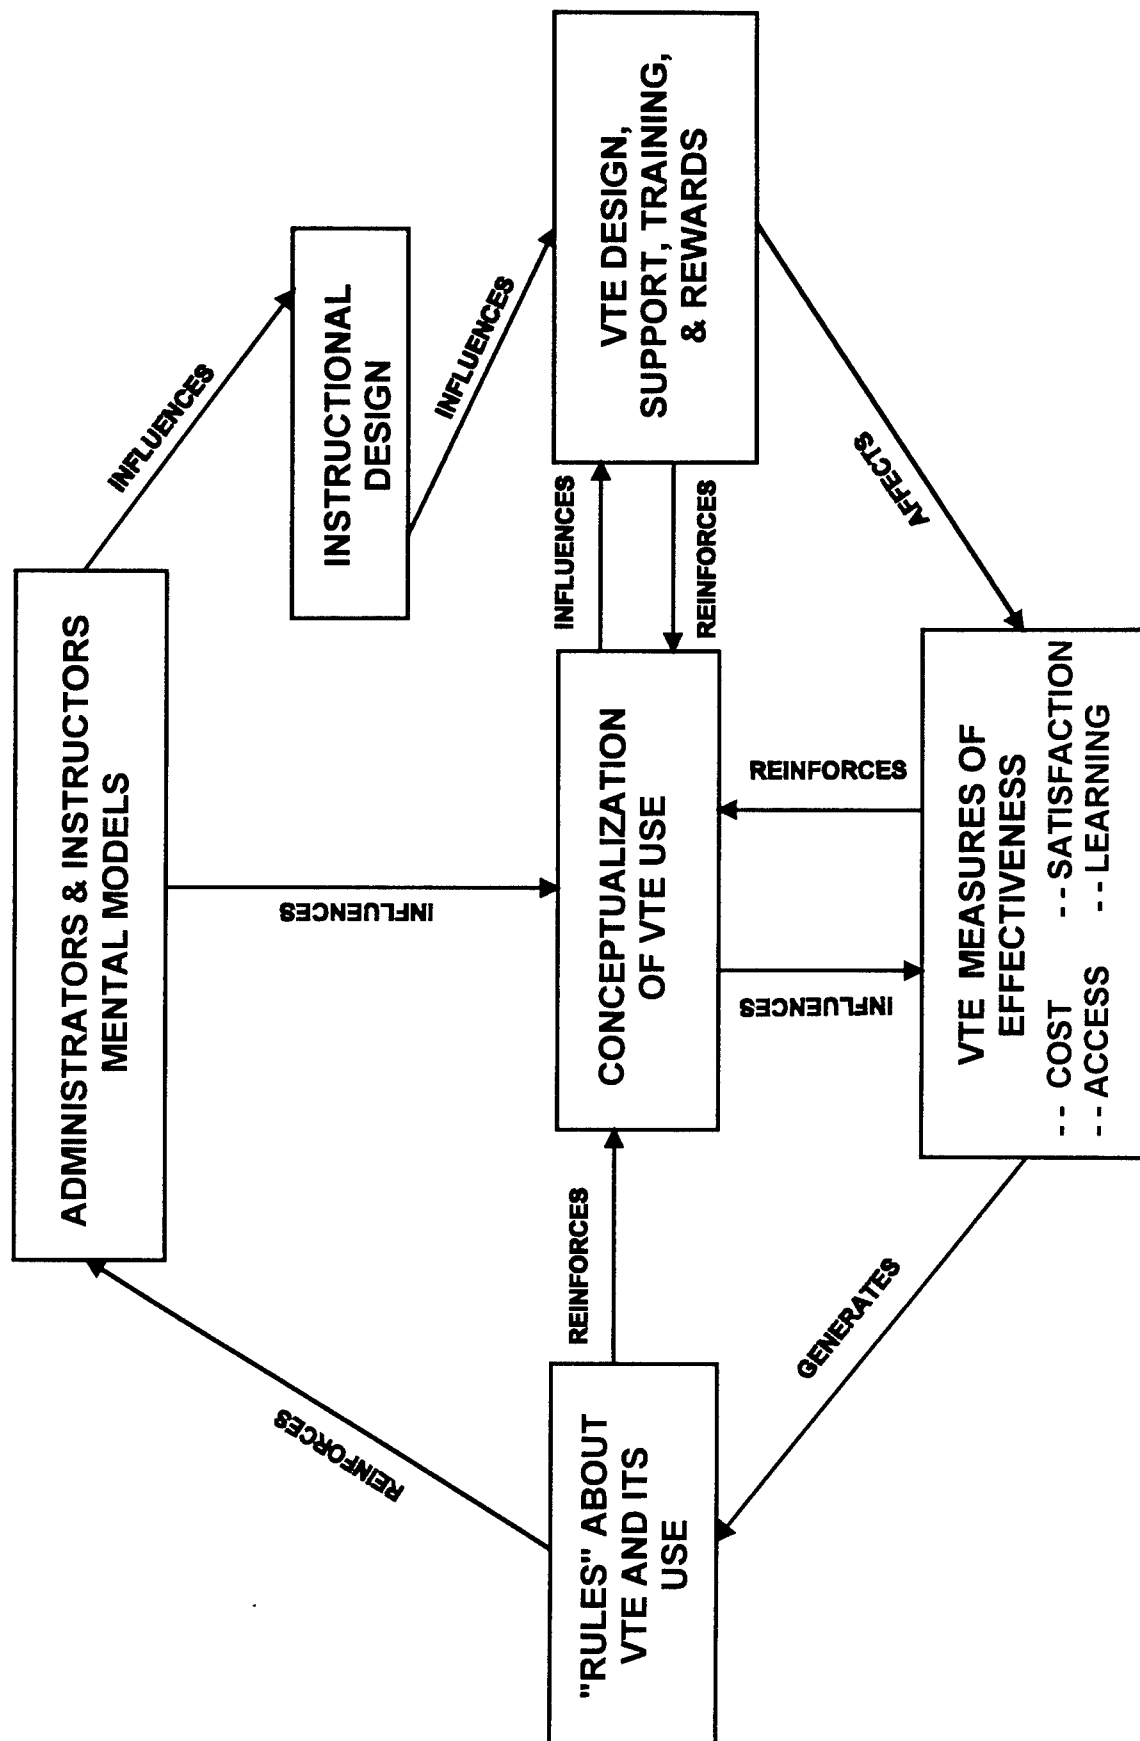 ADMINISTRATORS & INSTRUCTORS
MENTAL MODELS
INFLUENCES
INSTRUCTIONAL
DESIGN
INFLUENCES
VTE DESIGN,
SUPPORT, TRAINING,
& REWARDS
INFLUENCES
INFLUENCES
REINFORCES
CONCEPTUALIZATION
OF VTE USE
REINFORCES
REINFORCES
"RULES" ABOUT
VTE AND ITS
USE
REINFORCES
INFLUENCES
AFFECTS
GENERATES
VTE MEASURES OF
EFFECTIVENESS
-- COST --SATISFACTION
--ACCESS --LEARNING